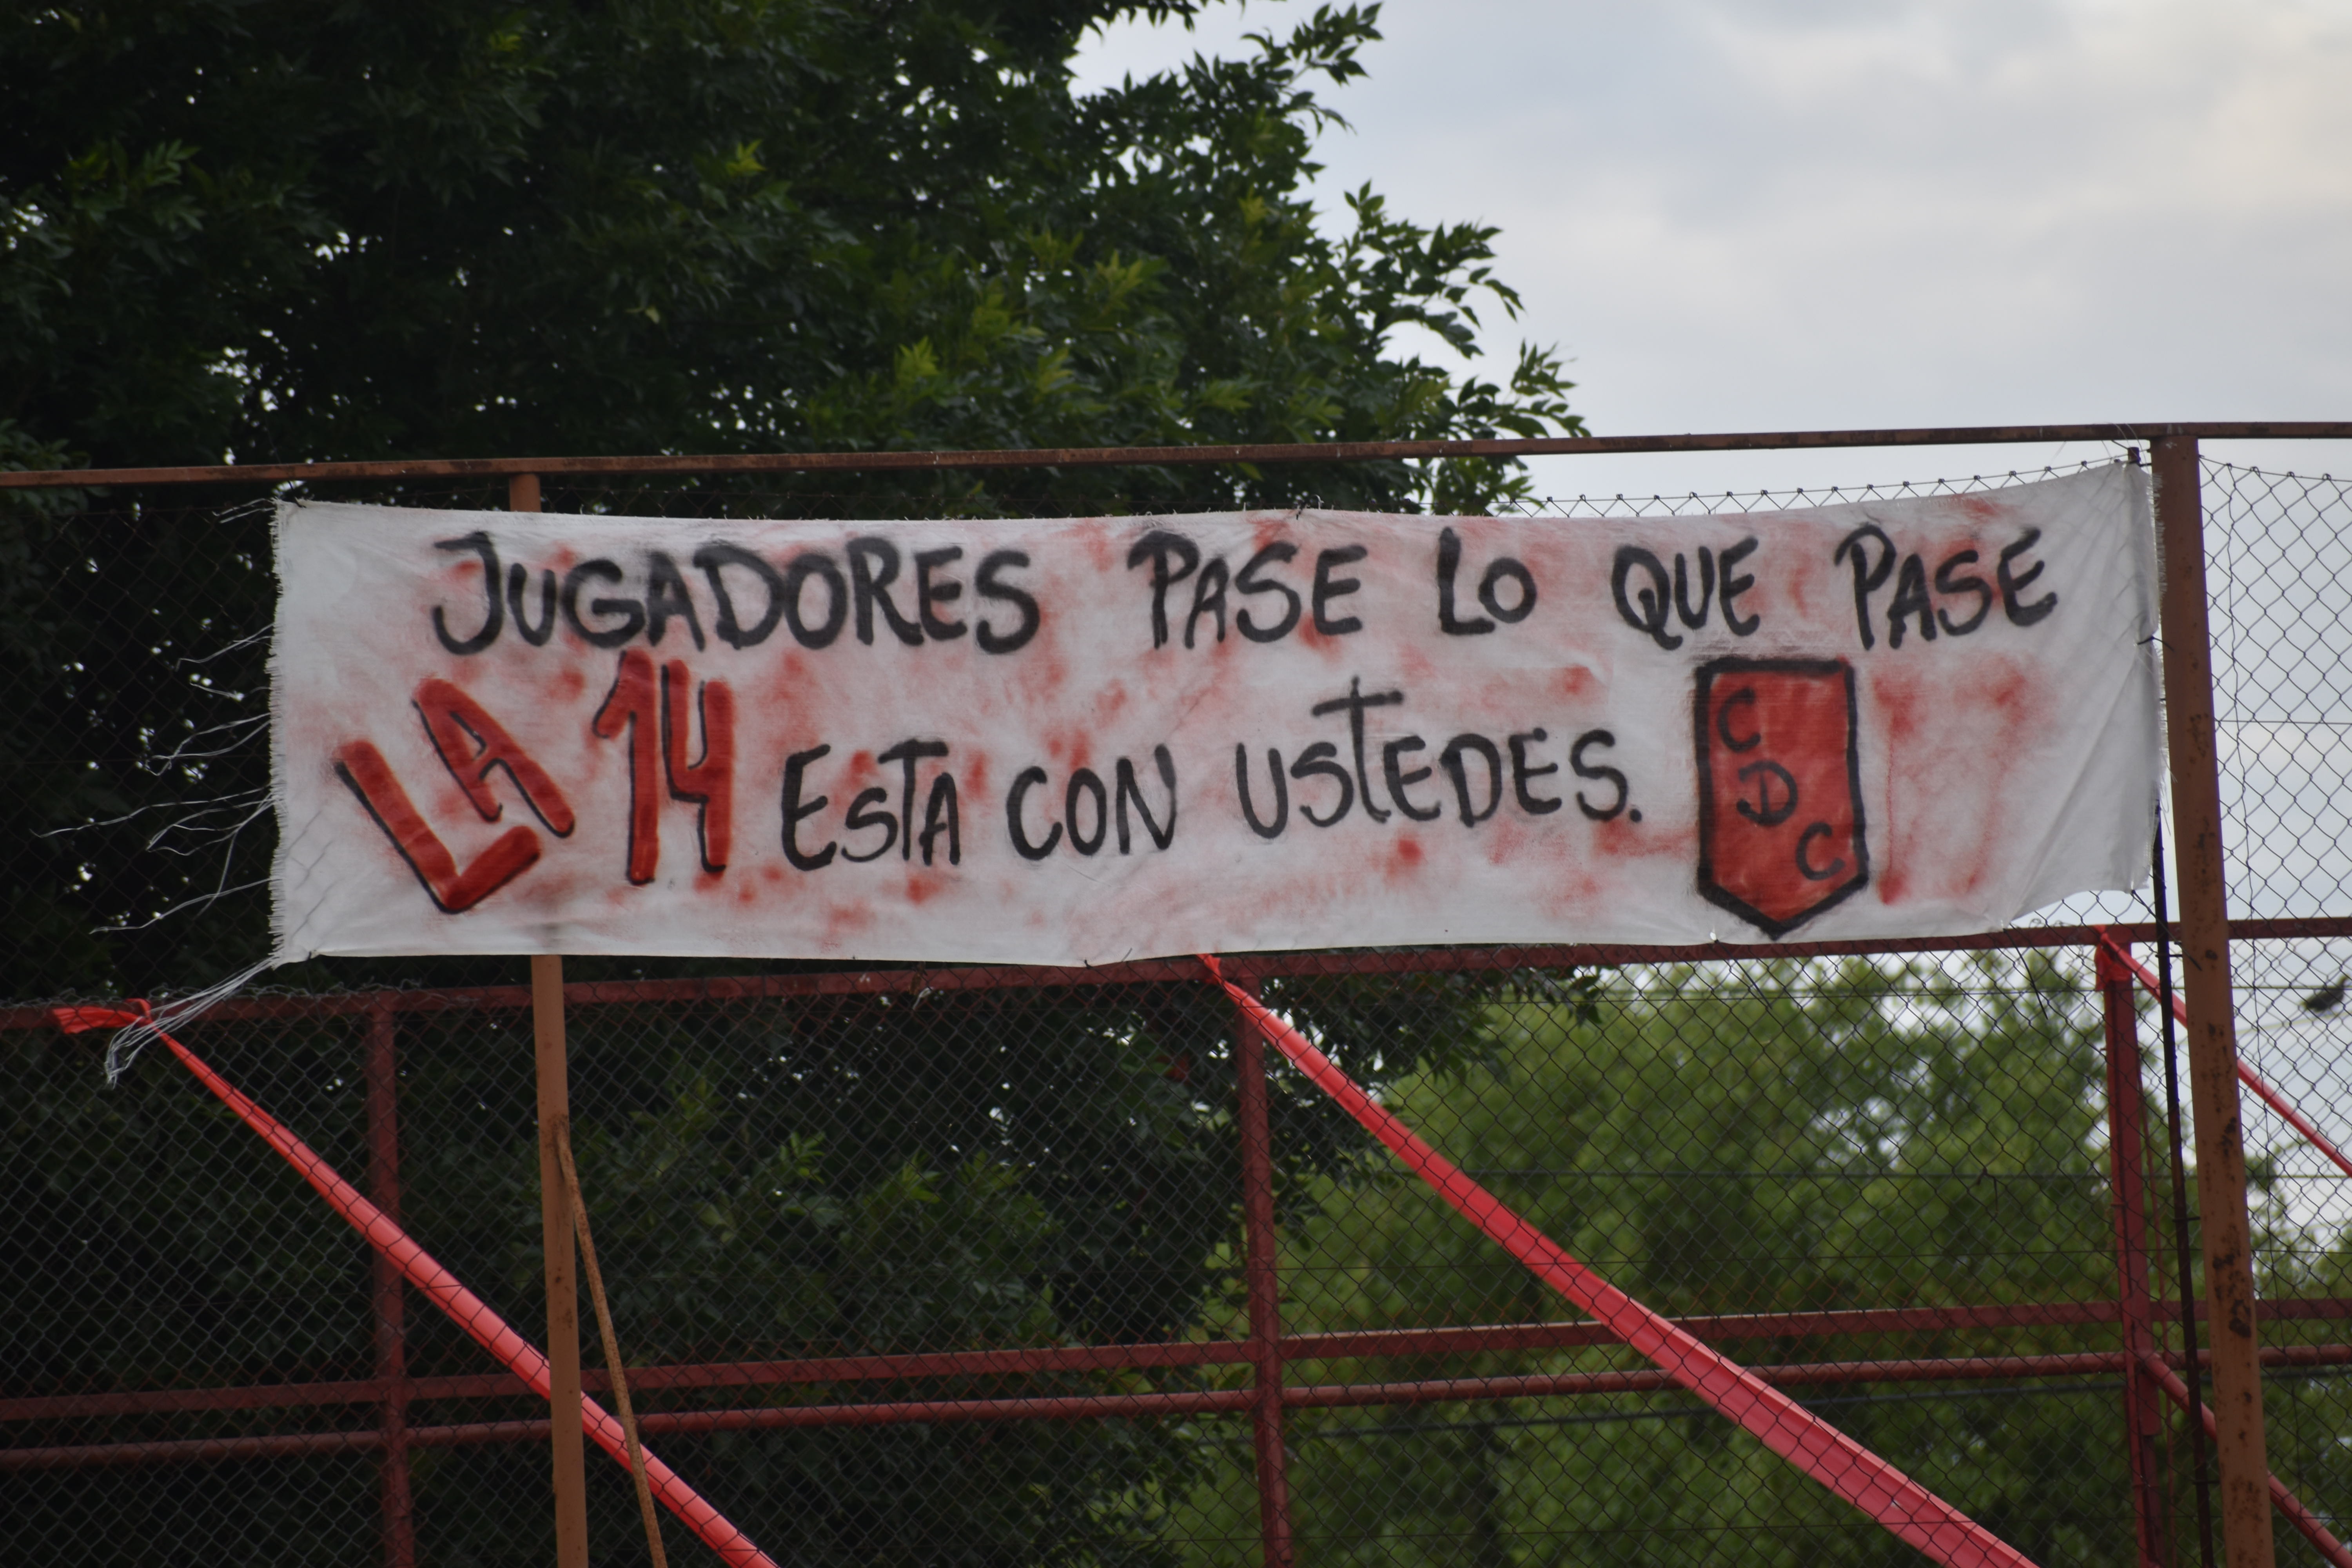 JUGADORES PASE LO QUE PASE
LA 14 ESTA CON USTEDES.
C
D
C